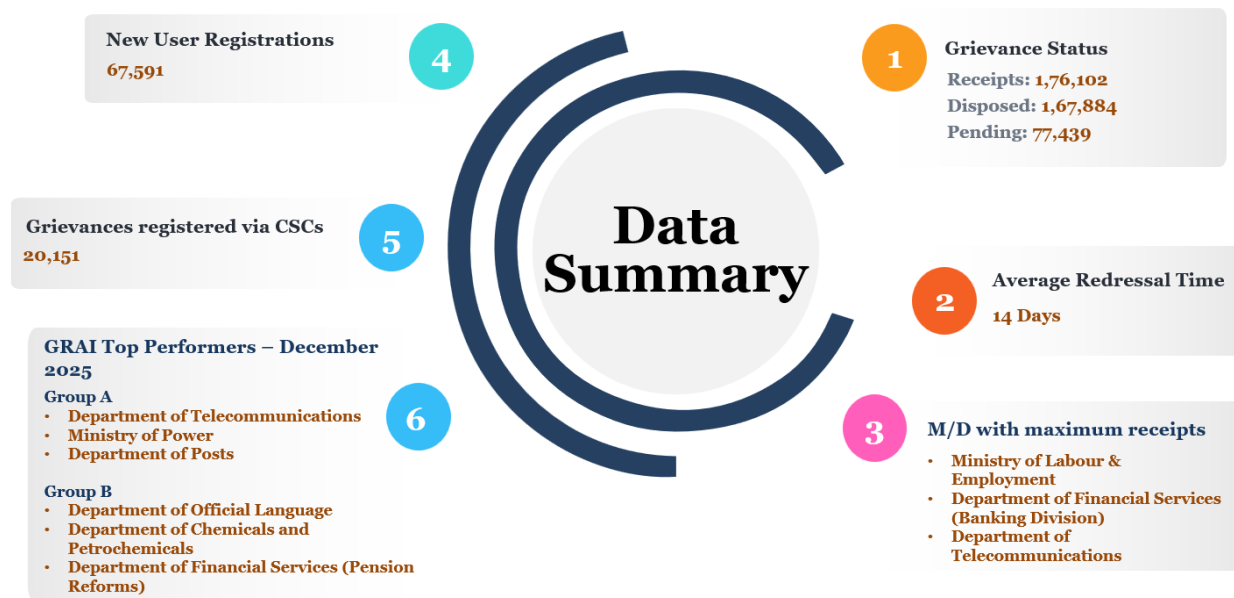 Data
Summary
1
Grievance Status
Receipts: 1,76,102
Disposed: 1,67,884
Pending: 77,439
2
Average Redressal Time
14 Days
3
M/D with maximum receipts
• Ministry of Labour &
Employment
• Department of Financial Services
(Banking Division)
• Department of
Telecommunications
4
New User Registrations
67,591
5
Grievances registered via CSCs
20,151
6
GRAI Top Performers – December
2025
Group A
• Department of Telecommunications
• Ministry of Power
• Department of Posts
Group B
• Department of Official Language
• Department of Chemicals and
Petrochemicals
• Department of Financial Services (Pension
Reforms)